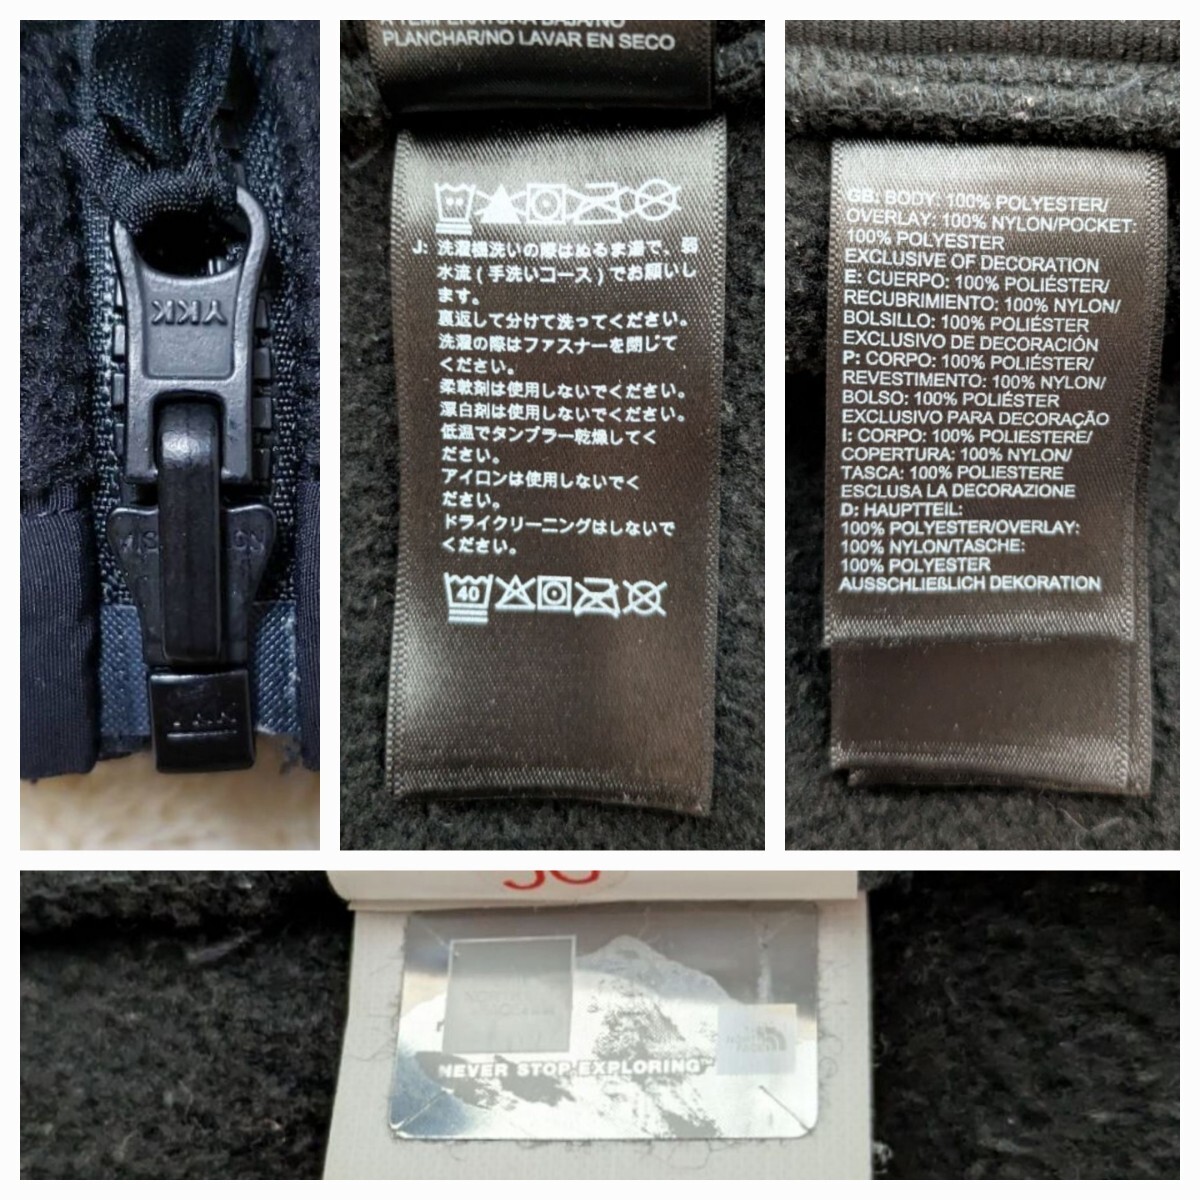 YKK
PLANCHAR/NO LAVAR EN SECO
J: 洗濯機洗いの際はぬるま湯で、弱
水流(手洗いコース)でお願いし
ます。
裏返して分けて洗ってください。
洗濯の際はファスナーを閉じて
ください。
柔軟剤は使用しないでください。
漂白剤は使用しないでください。
低温でタンブラー乾燥してく
ださい。
アイロンは使用しないでく
ださい。
ドライクリーニングはしないで
ください。
40
GB: BODY: 100% POLYESTER/
OVERLAY: 100% NYLON/POCKET:
100% POLYESTER
EXCLUSIVE OF DECORATION
E: CUERPO: 100% POLIÉSTER/
RECUBRIMIENTO: 100% NYLON/
BOLSILLO: 100% POLIÉSTER
EXCLUSIVO DE DECORACIÓN
P: CORPO: 100% POLIÉSTER/
REVESTIMENTO: 100% NYLON/
BOLSO: 100% POLIÉSTER
EXCLUSIVO PARA DECORAÇÃO
I: CORPO: 100% POLIESTERE/
COPERTURA: 100% NYLON/
TASCA: 100% POLIESTERE
ESCLUSA LA DECORAZIONE
D: HAUPTTEIL:
100% POLYESTER/OVERLAY:
100% NYLON/TASCHE:
100% POLYESTER
AUSSCHLIEßLICH DEKORATION
NEVER STOP EXPLORING™